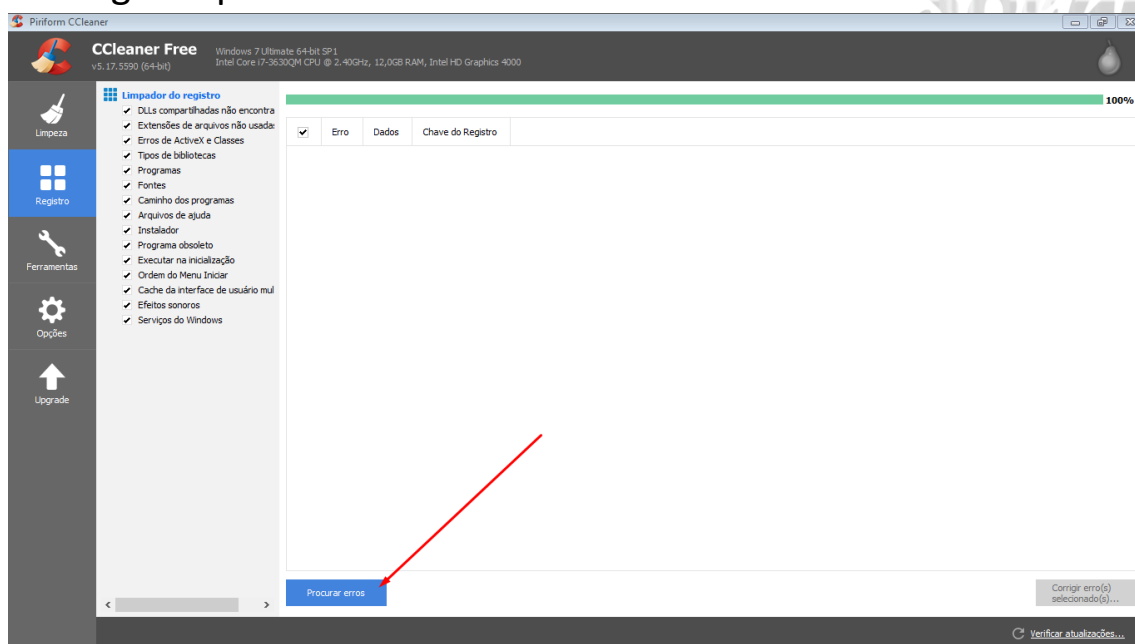 Piriform CCleaner
CCleaner Free
v5.17.5590 (64-bit)
Windows 7 Ultimate 64-bit SP1
Intel Core i7-3630QM CPU @ 2.40GHz, 12,0GB RAM, Intel HD Graphics 4000
Limpeza
Registro
Ferramentas
Opções
Upgrade
Limpador do registro
DLLs compartilhadas não encontra
Extensões de arquivos não usada
Erros de ActiveX e Classes
Tipos de bibliotecas
Programas
Fontes
Caminho dos programas
Arquivos de ajuda
Instalador
Programa obsoleto
Executar na inicialização
Ordem do Menu Iniciar
Cache da interface de usuário mul
Efeitos sonoros
Serviços do Windows
100%
Erro Dados Chave do Registro
Procurar erros
Corrigir erro(s)
selecionado(s)...
Verificar atualizações...